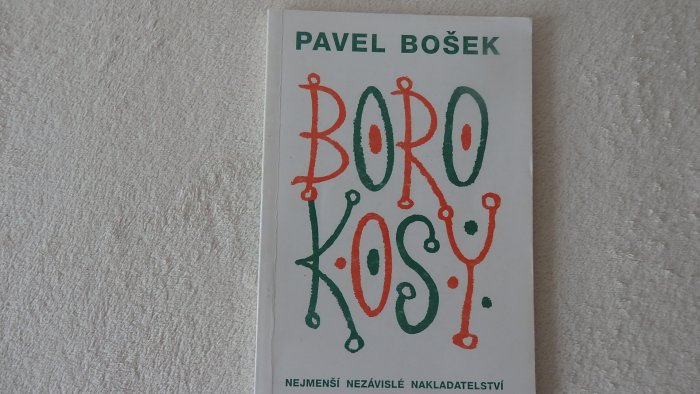 PAVEL BOŠEK
BORO
KOSY
NEJMENŠÍ NEZÁVISLÉ NAKLADATELSTVÍ